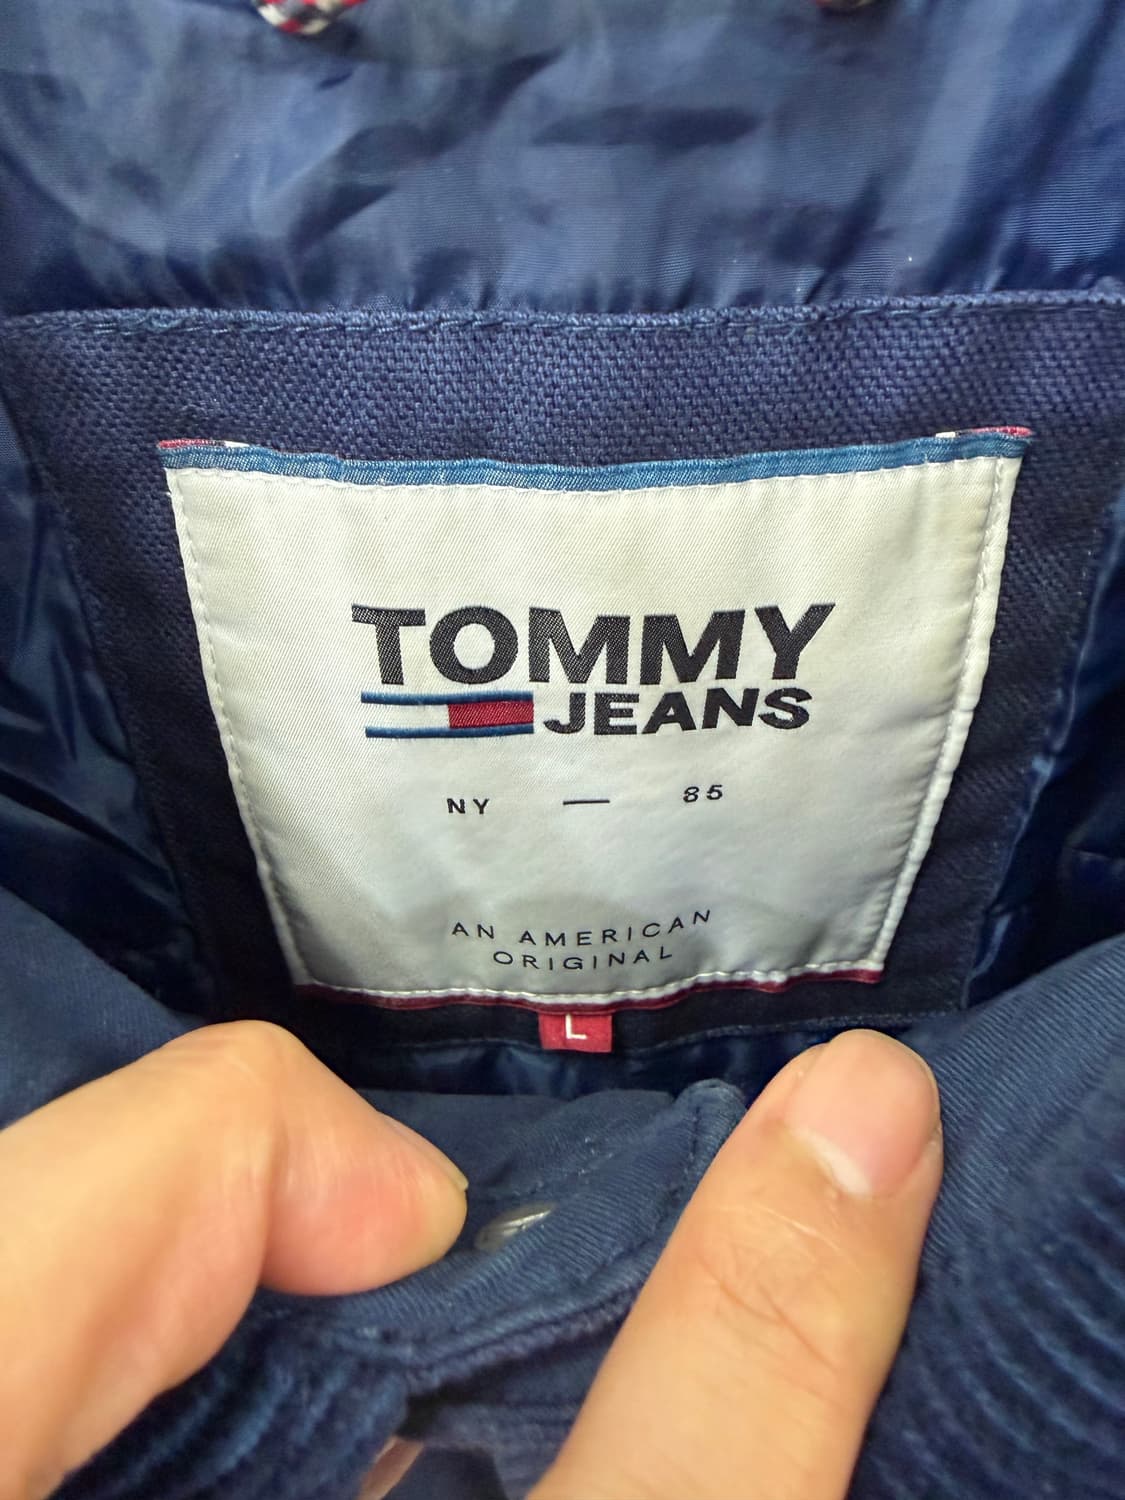 TOMMY
JEANS
NY — 85
AN AMERICAN
ORIGINAL
L